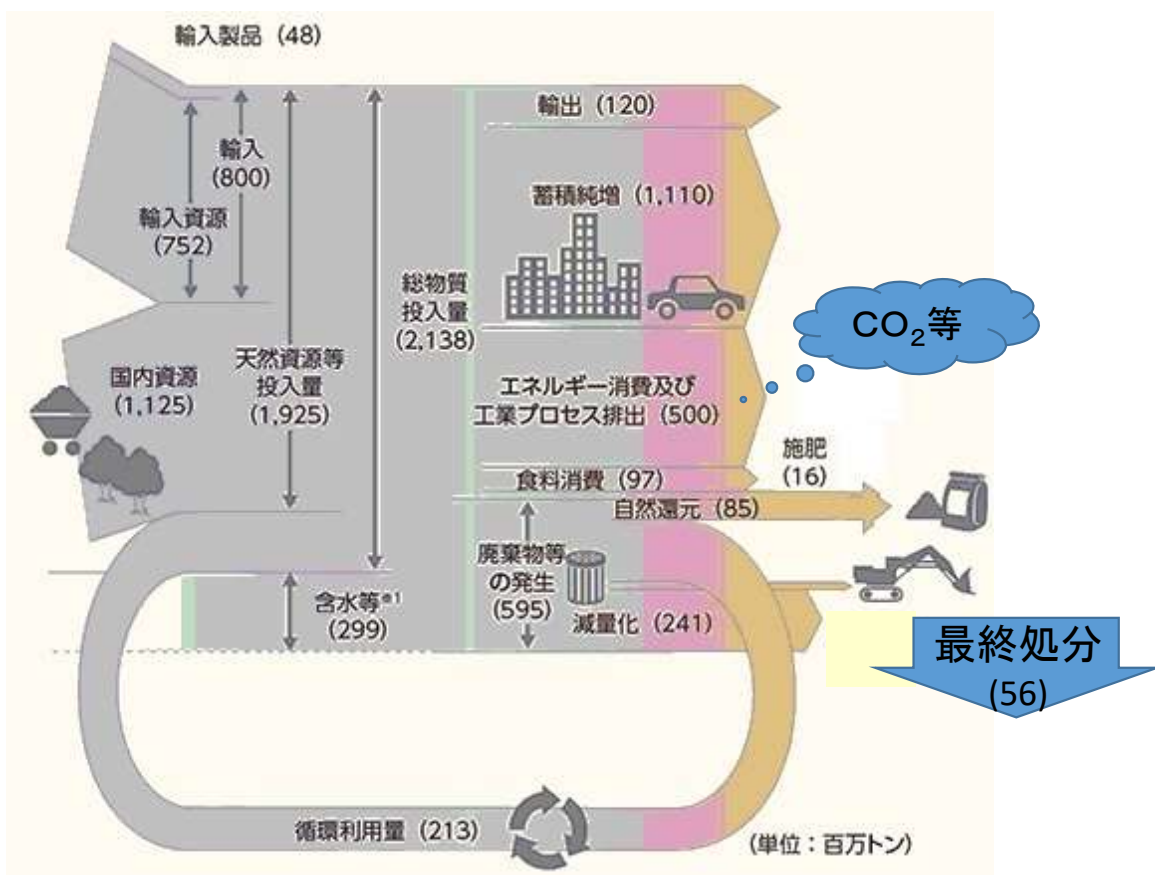 輸入製品（48）
輸出（120）
輸入
(800)
蓄積純増（1,110）
輸入資源
(752)
総物質
投入量
(2,138)
CO₂等
国内資源
(1,125)
天然資源等
投入量
(1,925)
エネルギー消費及び
工業プロセス排出（500）
施肥
(16)
食料消費（97）
自然還元（85）
廃棄物等
の発生
(595)
含水等※1
(299)
減量化（241）
最終処分
(56)
循環利用量（213）
(単位：百万トン)